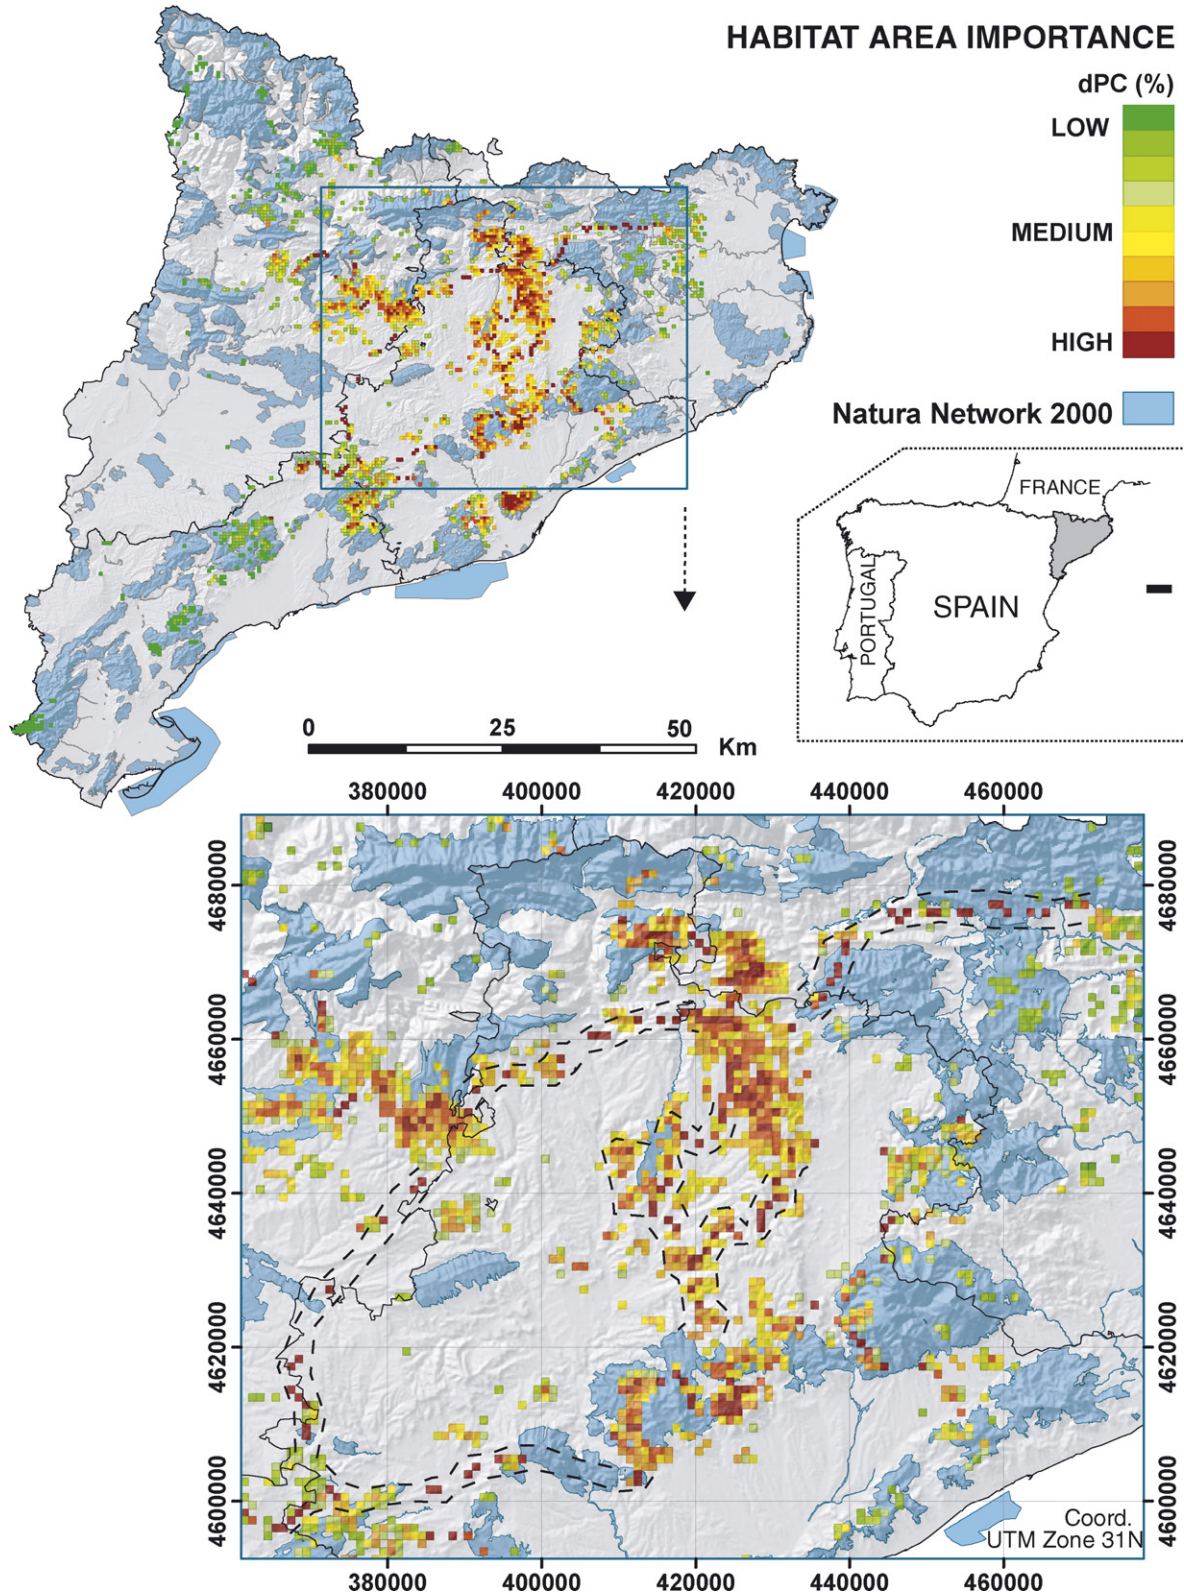 HABITAT AREA IMPORTANCE
dPC (%)
LOW
MEDIUM
HIGH
Natura Network 2000
FRANCE
PORTUGAL
SPAIN
0 25 50
Km
380000 400000 420000 440000 460000
4680000 4680000
4660000 4660000
4640000 4640000
4620000 4620000
4600000 4600000
Coord.
UTM Zone 31N
380000 400000 420000 440000 460000